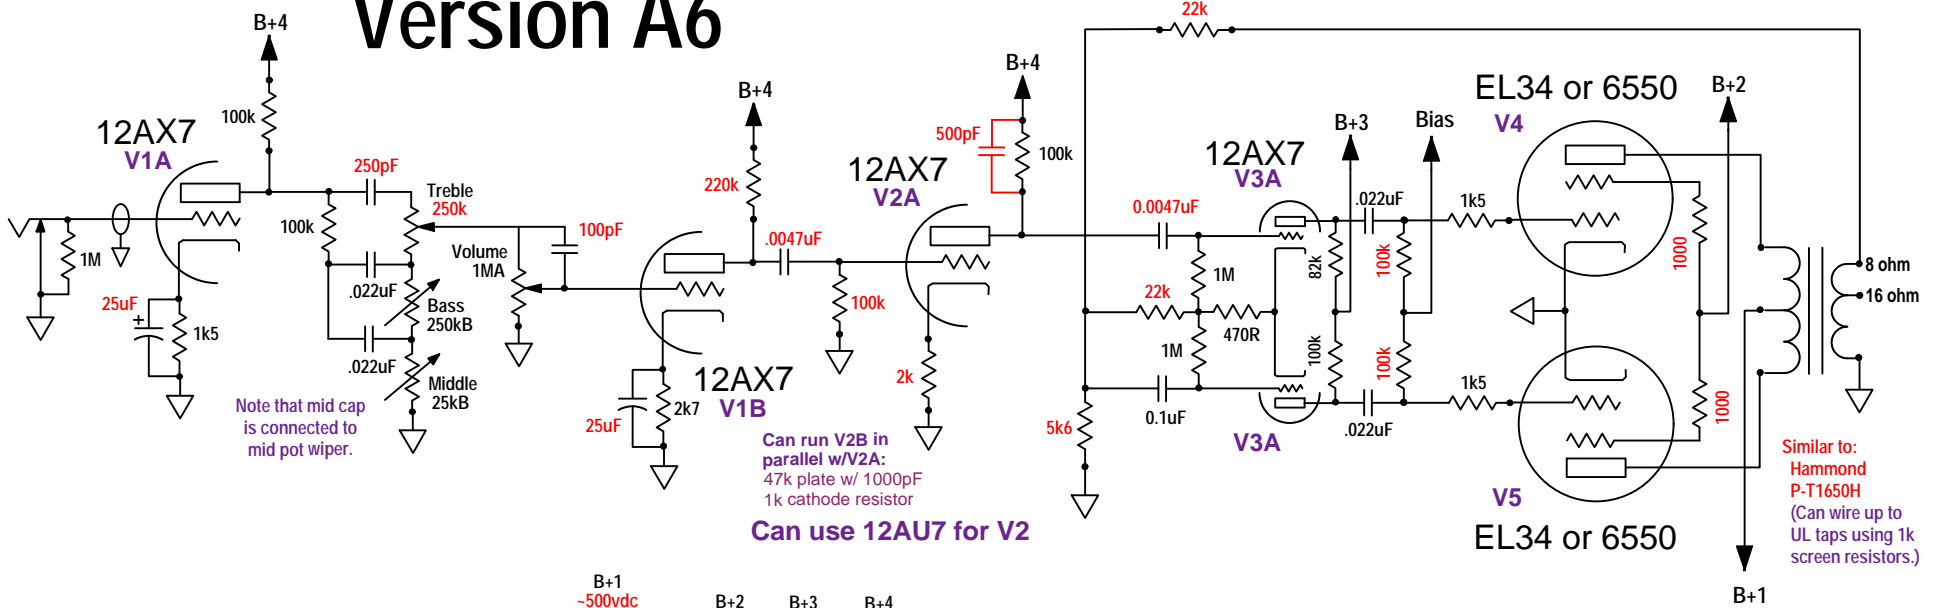 Version A6
B+4
100k
12AX7
V1A
250pF
Treble
250k
100k
1M
25uF
1k5
.022uF
Bass
250kB
.022uF
Middle
25kB
Note that mid cap
is connected to
mid pot wiper.
Volume
1MA
100pF
B+4
220k
.0047uF
100k
12AX7
V1B
25uF
2k7
12AX7
V2A
B+4
500pF
100k
2k
Can run V2B in
parallel w/V2A:
47k plate w/ 1000pF
1k cathode resistor
Can use 12AU7 for V2
22k
0.0047uF
12AX7
V3A
1M
22k
470R
1M
0.1uF
5k6
V3A
82k
100k
B+3
Bias
.022uF
100k
100k
.022uF
1k5
1k5
EL34 or 6550
V4
B+2
1000
1000
V5
EL34 or 6550
8 ohm
16 ohm
Similar to:
Hammond
P-T1650H
(Can wire up to
UL taps using 1k
screen resistors.)
B+1
B+1
~500vdc
B+2
B+3
B+4